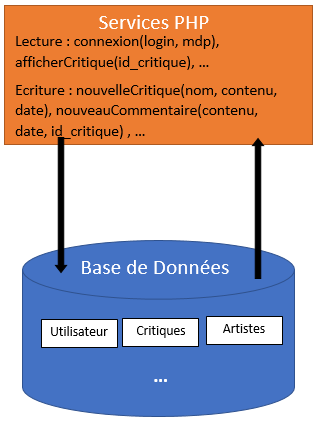 Services PHP
Lecture : connexion(login, mdp),
afficherCritique(id_critique), ...
Ecriture : nouvelleCritique(nom, contenu,
date), nouveauCommentaire(contenu,
date, id_critique) , ...
Base de Données
Utilisateur
Critiques
Artistes
...